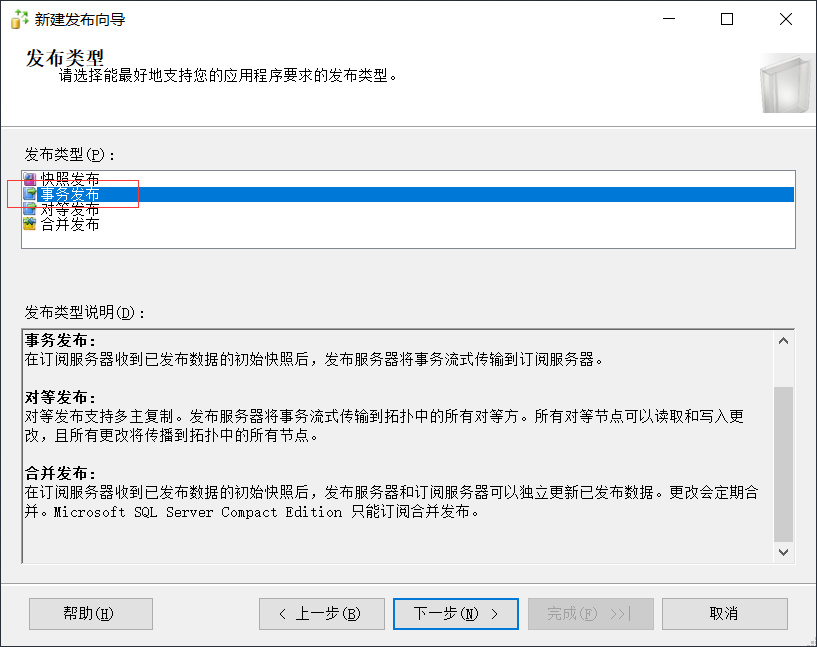 新建发布向导
发布类型
请选择能最好地支持您的应用程序要求的发布类型。
发布类型(P)：
快照发布
事务发布
对等发布
合并发布
发布类型说明(D)：
事务发布:
在订阅服务器收到已发布数据的初始快照后，发布服务器将事务流式传输到订阅服务器。
对等发布:
对等发布支持多主复制。发布服务器将事务流式传输到拓扑中的所有对等方。所有对等节点可以读取和写入更
改，且所有更改将传播到拓扑中的所有节点。
合并发布:
在订阅服务器收到已发布数据的初始快照后，发布服务器和订阅服务器可以独立更新已发布数据。更改会定期合
并。Microsoft SQL Server Compact Edition 只能订阅合并发布。
帮助(H)
< 上一步(B)
下一步(N) >
完成(F) >>|
取消